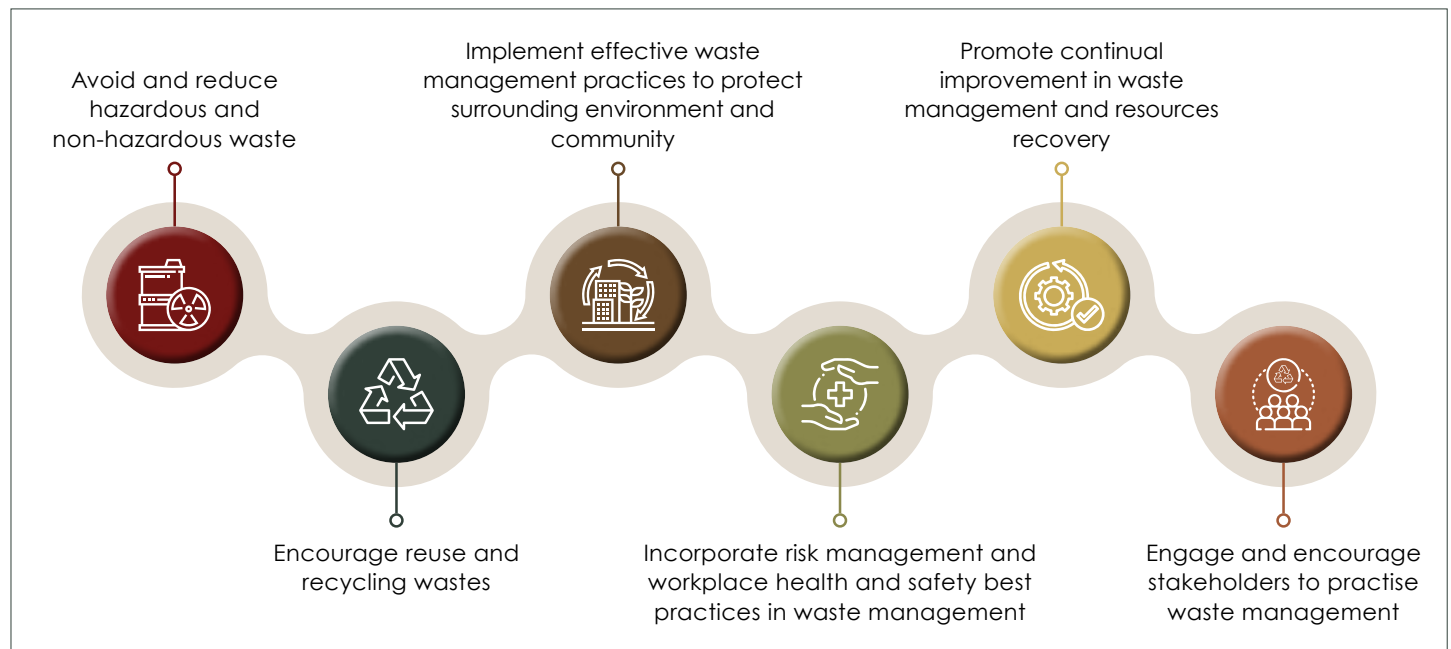 Avoid and reduce
hazardous and
non-hazardous waste
Encourage reuse and
recycling wastes
Implement effective waste
management practices to protect
surrounding environment and
community
Incorporate risk management and
workplace health and safety best
practices in waste management
Promote continual
improvement in waste
management and resources
recovery
Engage and encourage
stakeholders to practise
waste management